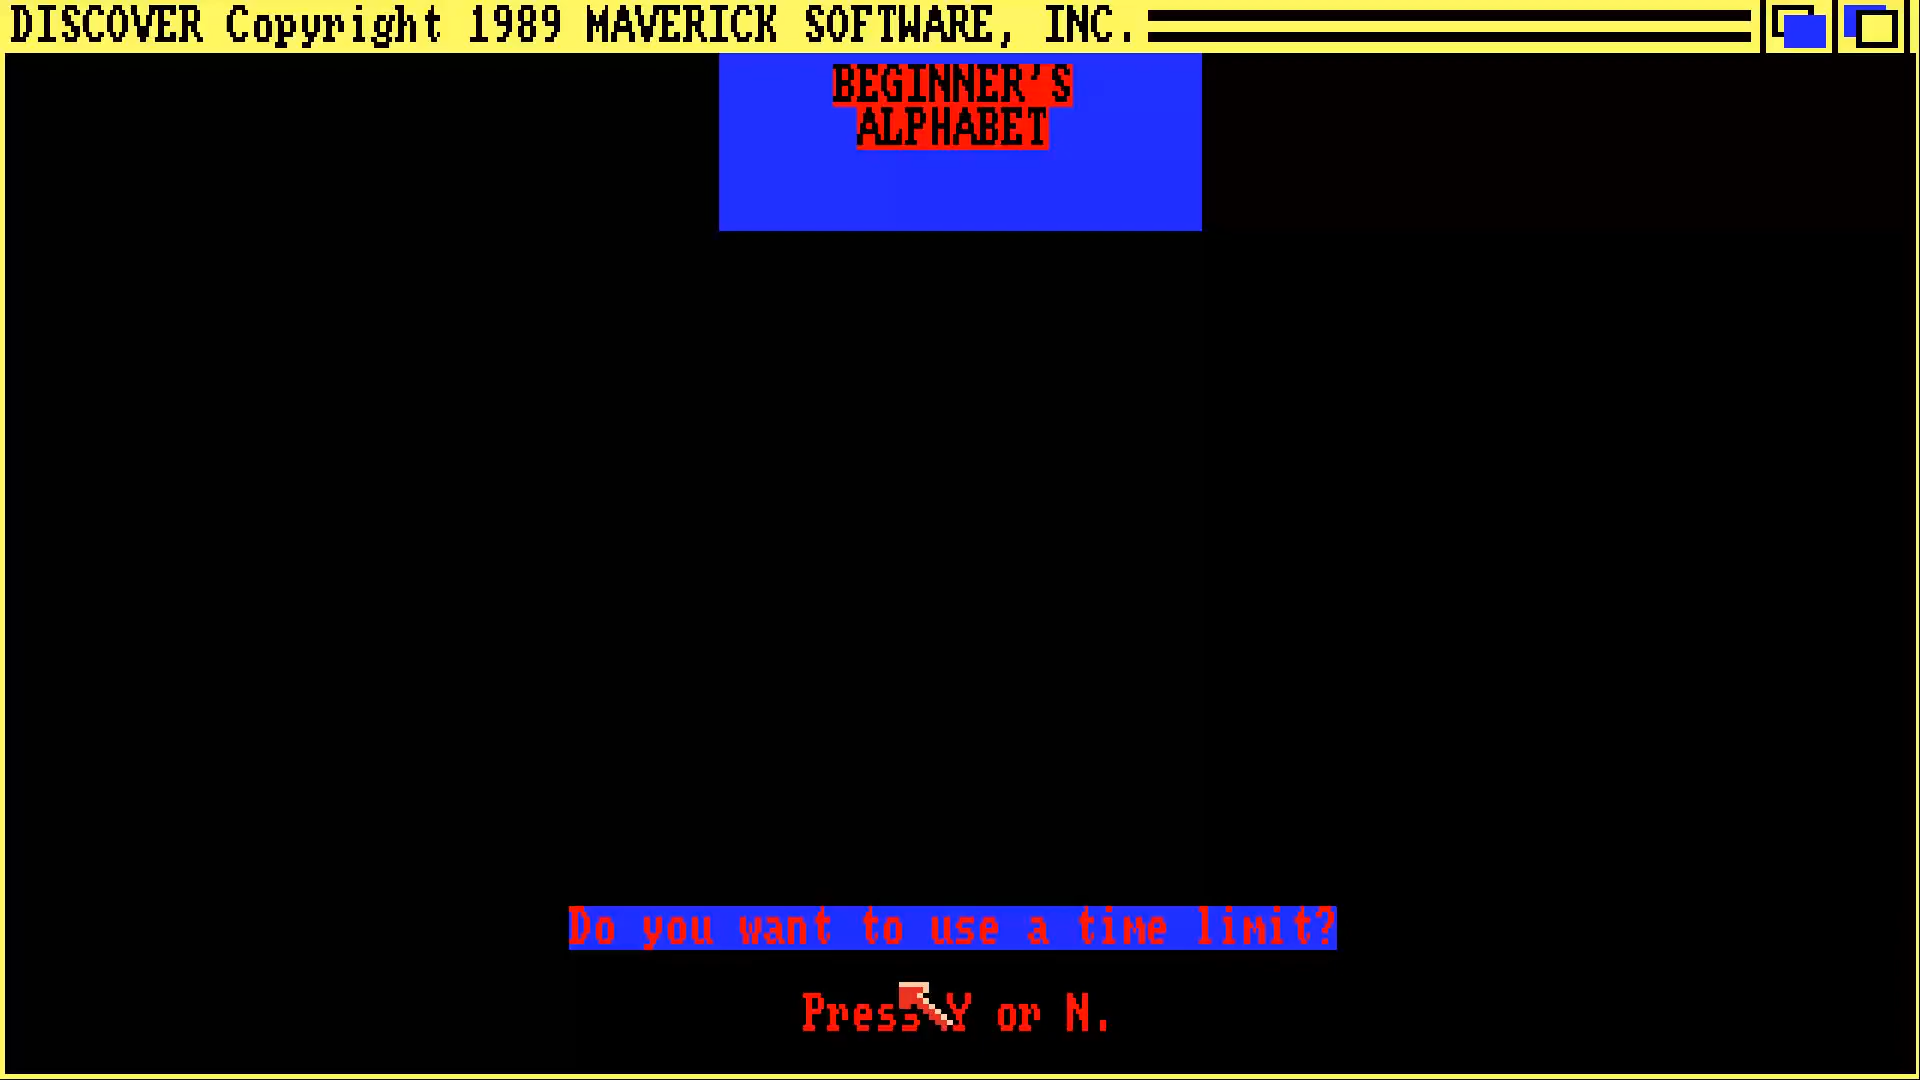 DISCOVER Copyright 1989 MAVERICK SOFTWARE, INC.
BEGINNER'S
ALPHABET
Do you want to use a time limit?
Press Y or N.